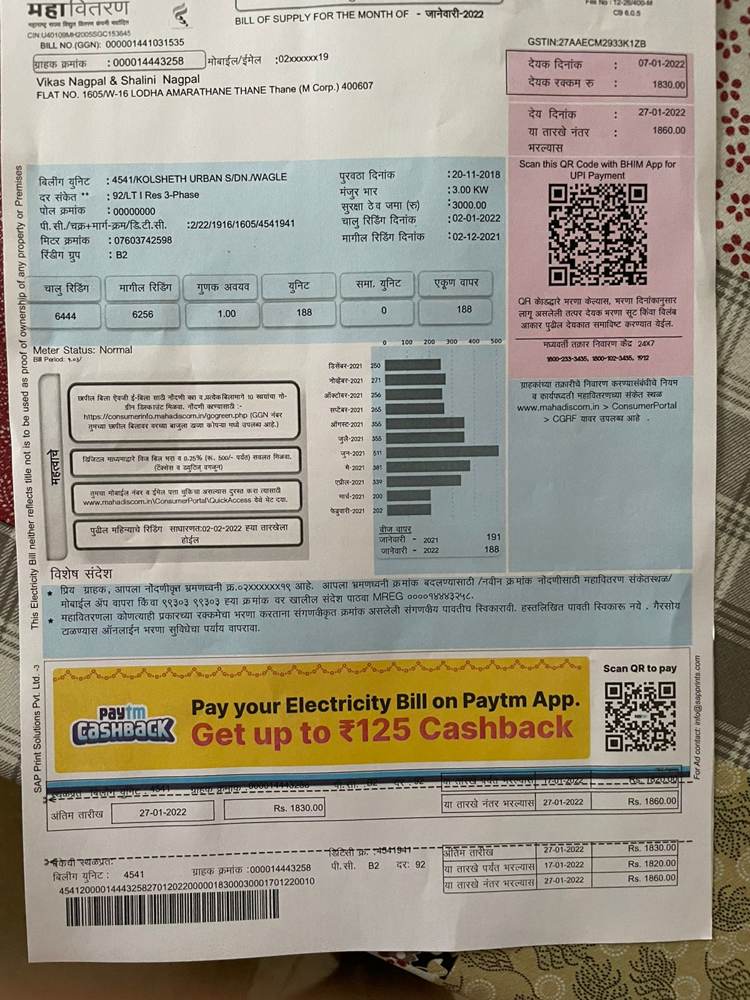 महावितरण
महाराष्ट्र राज्य विद्युत वितरण कंपनी मर्यादित
CIN:U40109MH2005SGC153645
BILL OF SUPPLY FOR THE MONTH OF - जानेवारी-2022
File No : 12-26/400-M
CB 6.0.5
BILL NO.(GGN): 000001441031535
GSTIN:27AAECM2933K1ZB
ग्राहक क्रमांक :000014443258
मोबाईल/ईमेल :02xxxxxx19
Vikas Nagpal & Shalini Nagpal
FLAT NO. 1605/W-16 LODHA AMARATHANE THANE Thane (M Corp.) 400607
देयक दिनांक : 07-01-2022
देयक रक्कम रु : 1830.00
देय दिनांक : 27-01-2022
या तारखे नंतर : 1860.00
भरल्यास
Scan this QR Code with BHIM App for
UPI Payment
बिलींग युनिट : 4541/KOLSHETH URBAN S/DN./WAGLE
दर संकेत ** : 92/LT I Res 3-Phase
पोल क्रमांक : 00000000
पी.सी./चक्र+मार्ग-क्रम/डि.टी.सी. :2/22/1916/1605/4541941
मिटर क्रमांक : 07603742598
रिंडीग ग्रुप : B2
पुरवठा दिनांक :20-11-2018
मंजुर भार :3.00 KW
सुरक्षा ठेव जमा (रु) :3000.00
चालु रिडिंग दिनांक :02-01-2022
मागील रिडिंग दिनांक :02-12-2021
चालु रिडिंग मागील रिडिंग गुणक अवयव युनिट समा. युनिट एकूण वापर
6444 6256 1.00 188 0 188
QR कोडद्वारे भरणा केल्यास, भरणा दिनांकानुसार
लागू असलेली तत्पर देयक भरणा सूट किंवा विलंब
आकार पुढील देयकात समाविष्ट करण्यात येईल.
मध्यवर्ती तक्रार निवारण केंद्र 24X7
1800-233-3435, 1800-102-3435, 1912
ग्राहकांच्या तक्रारीचे निवारण करण्यासंबंधीचे नियम
व कार्यपध्दती महावितरणच्या संकेत स्थळ
www.mahadiscom.in > ConsumerPortal
> CGRF यावर उपलब्ध आहे .
Meter Status: Normal
Bill Period: १.०३/
महत्वाचे
छापील बिला ऐवजी ई-बिला साठी नोंदणी करा व प्रत्येक बिलामागे 10 रुपयांचा गो-
ग्रीन डिस्काउंट मिळवा. नोंदणी करण्यासाठी :-
https://consumerinfo.mahadiscom.in/gogreen.php (GGN नंबर
तुमच्या छापील बिलावर वरच्या बाजुला डाव्या कोपऱ्या मध्ये उपलब्ध आहे.)
डिजिटल माध्यमाद्वारे विज बिल भरा व 0.25% (रू. 500/- पर्यंत) सवलत मिळवा.
(टॅक्सेस व ड्युटिज् वगळून)
तुमचा मोबाईल नंबर व ईमेल पत्ता चुकिचा असल्यास दुरस्त करा त्यासाठी
www.mahadiscom.in\ConsumerPortal\QuickAccess येथे भेट दया.
पुढील महिन्याचे रिडिंग साधारणत:02-02-2022 ह्या तारखेला
होईल
0 100 200 300 400 500
डिसेंबर-2021 250
नोव्हेंबर-2021 271
ऑक्टोबर-2021 256
सप्टेंबर-2021 265
ऑगस्ट-2021 355
जुलै-2021 355
जुन-2021 511
मे-2021 381
एप्रील-2021 339
मार्च-2021 200
फेब्रुवारी-2021 202
वीज वापर
जानेवारी - 2021 191
जानेवारी - 2022 188
This Electricity Bill neither reflects title not is to be used as proof of ownership of any property or Premises
विशेष संदेश
* प्रिय ग्राहक, आपला नोंदणीकृत भ्रमणध्वनी क्र.०२XXXXXX१९ आहे. आपला भ्रमणध्वनी क्रमांक बदलण्यासाठी /नवीन क्रमांक नोंदणीसाठी महावितरण संकेतस्थळ/
मोबाईल ॲप वापरा किंवा ९९३०३ ९९३०३ ह्या क्रमांक वर खालील संदेश पाठवा MREG ००००१४४४३२५८.
* महावितरणला कोणत्याही प्रकारच्या रक्कमेचा भरणा करताना संगणकीकृत क्रमांक असलेली संगणकीय पावतीच स्विकारावी. हस्तलिखित पावती स्विकारू नये . गैरसोय
टाळण्यास ऑनलाईन भरणा सुविधेचा पर्याय वापरावा.
SAP Print Solutions Pvt. Ltd. -3
paytm
CASHBACK
Pay your Electricity Bill on Paytm App.
Get up to ₹125 Cashback
Scan QR to pay
For Ad contact: info@sapprints.com
स्थळप्रत बिलींग युनिट : 4541 ग्राहक क्रमांक :000014443258 पी.सी. :B2 दर : 92 या तारखे पर्यंत भरल्यास 17-01-2022 Rs. 1820.00
अंतिम तारीख 27-01-2022 Rs. 1830.00 या तारखे नंतर भरल्यास 27-01-2022 Rs. 1860.00
बँकेची स्थळप्रत: डिटिसी क्र. :4541941 अंतिम तारीख 27-01-2022 Rs. 1830.00
बिलींग युनिट : 4541 ग्राहक क्रमांक :000014443258 पी.सी. B2 दर: 92 या तारखे पर्यंत भरल्यास 17-01-2022 Rs. 1820.00
या तारखे नंतर भरल्यास 27-01-2022 Rs. 1860.00
454120000144432582701202200000183000030001701220010